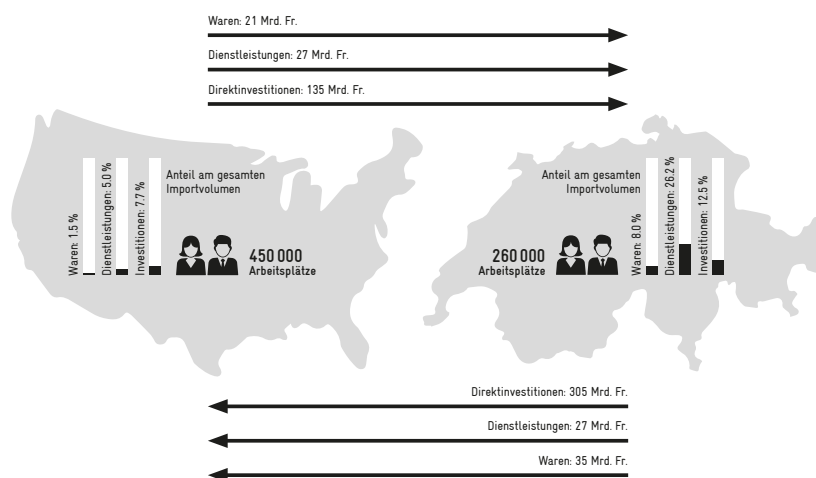 Waren: 21 Mrd. Fr.
Dienstleistungen: 27 Mrd. Fr.
Direktinvestitionen: 135 Mrd. Fr.
Waren: 1.5 %
Dienstleistungen: 5.0 %
Investitionen: 7.7 %
Anteil am gesamten
Importvolumen
450 000
Arbeitsplätze
Anteil am gesamten
Importvolumen
260 000
Arbeitsplätze
Waren: 8.0 %
Dienstleistungen: 26.2 %
Investitionen: 12.5 %
Direktinvestitionen: 305 Mrd. Fr.
Dienstleistungen: 27 Mrd. Fr.
Waren: 35 Mrd. Fr.